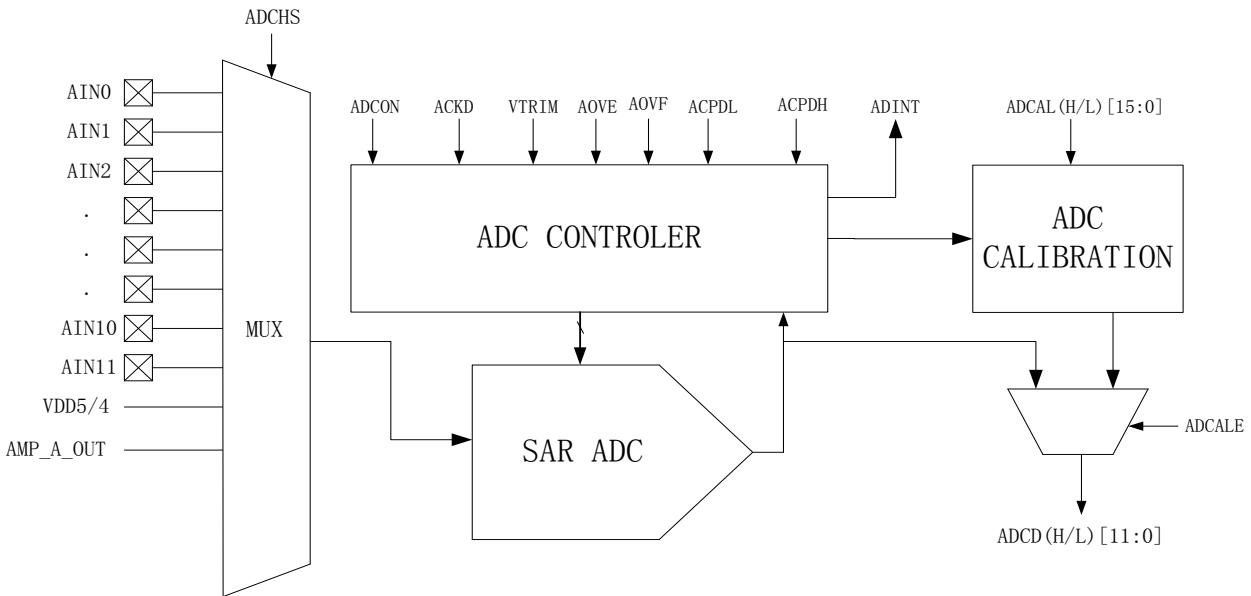 ADCHS
AIN0
AIN1
AIN2
.
.
.
AIN10
AIN11
VDD5/4
AMP_A_OUT
MUX
ADCON ACKD VTRIM AOVE AOVF ACPDL ACPDH ADINT
ADC CONTROLER
SAR ADC
ADCAL(H/L)[15:0]
ADC
CALIBRATION
ADCALE
ADCD(H/L)[11:0]